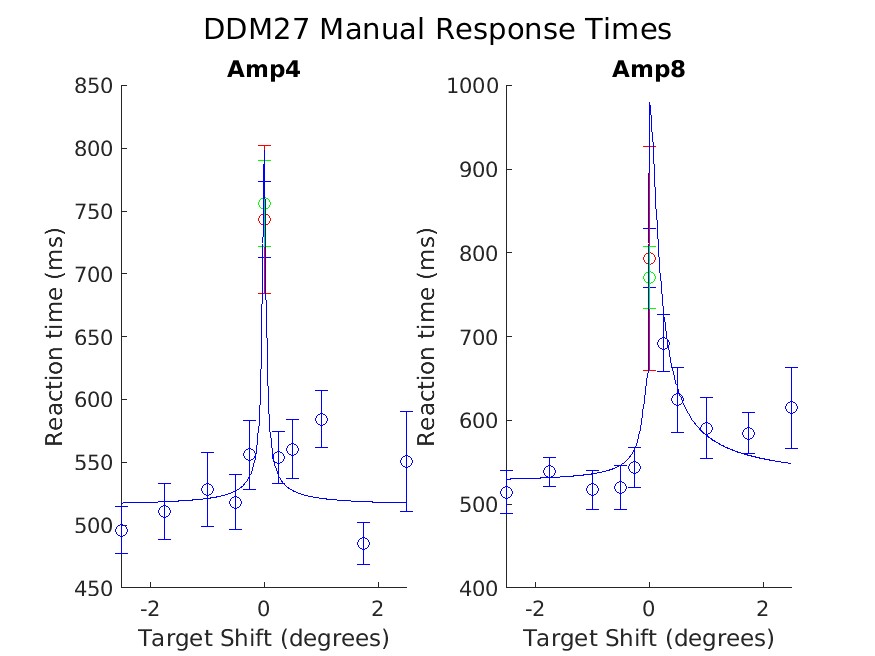 DDM27 Manual Response Times
Amp4
850
800
750
700
650
600
550
500
450
Reaction time (ms)
-2 0 2
Target Shift (degrees)
Amp8
1000
900
800
700
600
500
400
Reaction time (ms)
-2 0 2
Target Shift (degrees)